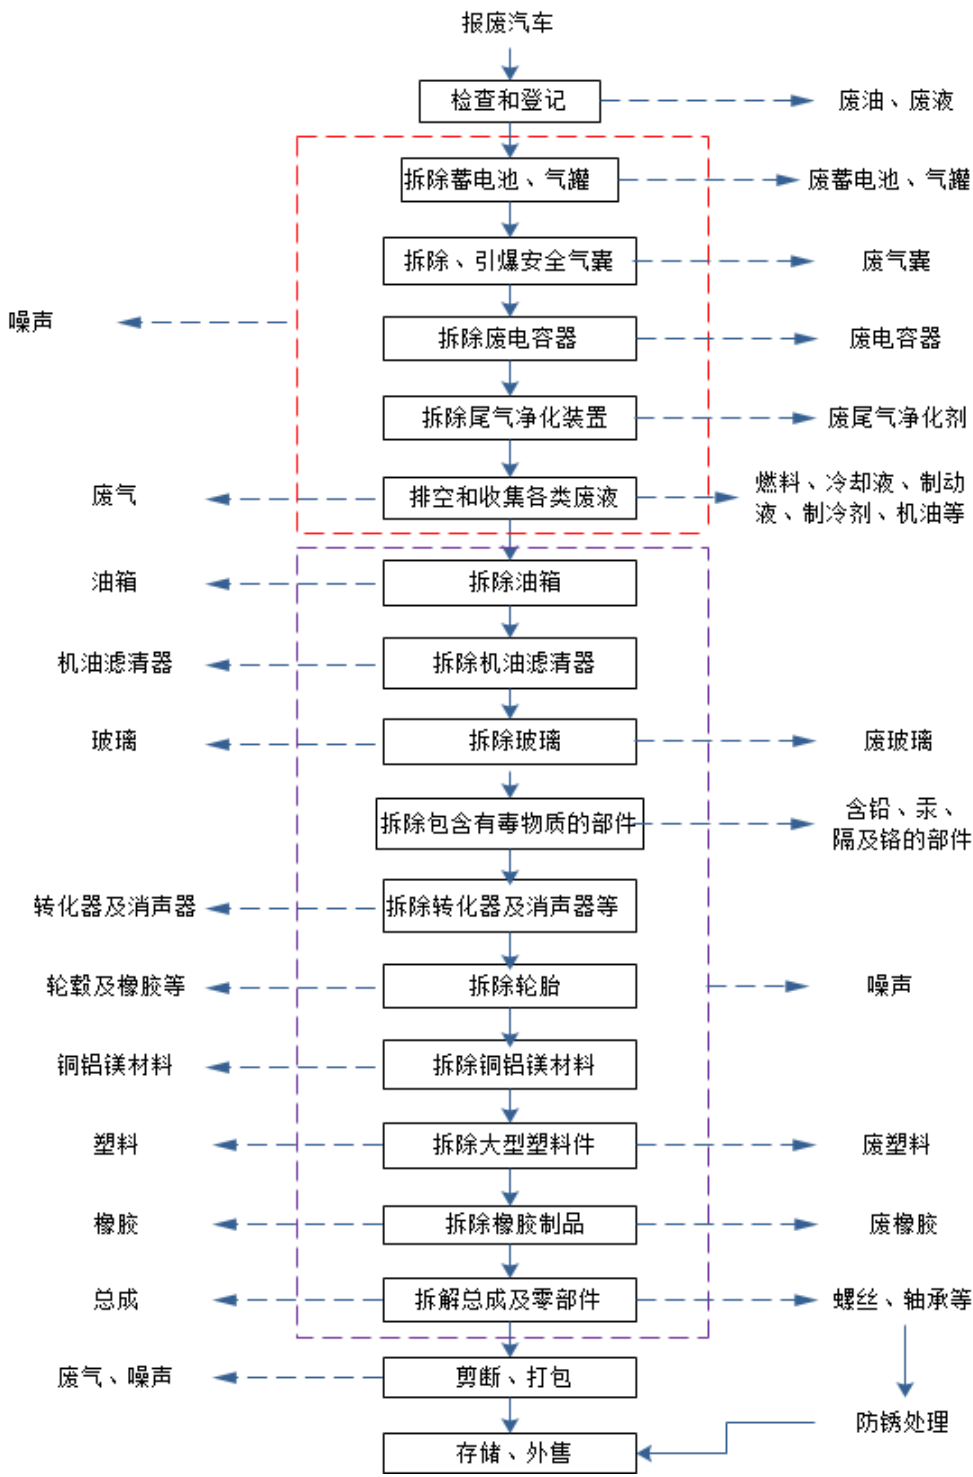 报废汽车
检查和登记
废油、废液
拆除蓄电池、气罐
废蓄电池、气罐
拆除、引爆安全气囊
废气囊
噪声
拆除废电容器
废电容器
拆除尾气净化装置
废尾气净化剂
废气
排空和收集各类废液
燃料、冷却液、制动
液、制冷剂、机油等
油箱
拆除油箱
机油滤清器
拆除机油滤清器
玻璃
拆除玻璃
废玻璃
拆除包含有毒物质的部件
含铅、汞、
隔及铬的部件
转化器及消声器
拆除转化器及消声器等
轮毂及橡胶等
拆除轮胎
噪声
铜铝镁材料
拆除铜铝镁材料
塑料
拆除大型塑料件
废塑料
橡胶
拆除橡胶制品
废橡胶
总成
拆解总成及零部件
螺丝、轴承等
废气、噪声
剪断、打包
防锈处理
存储、外售